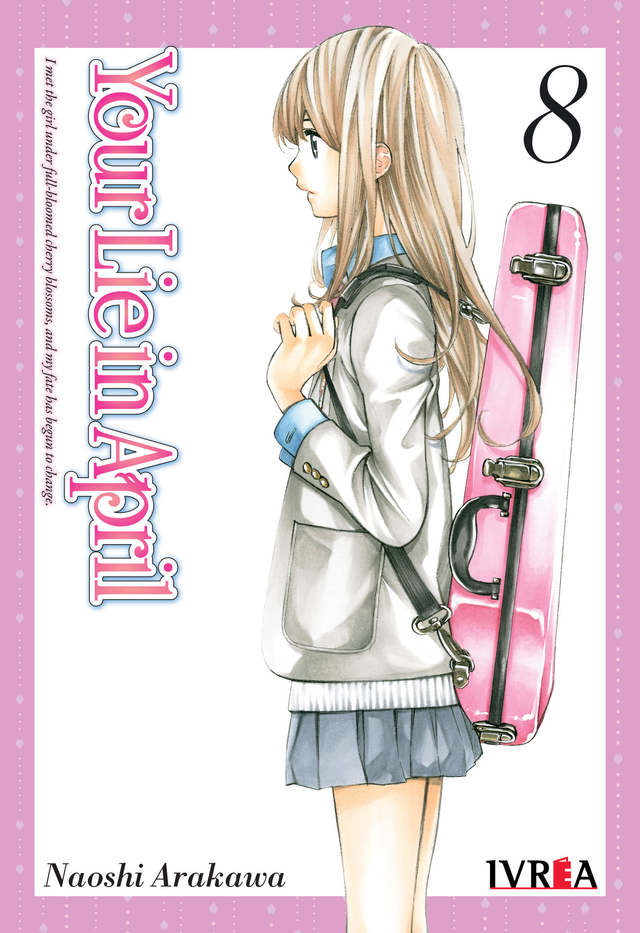 8
Your Lie in April
I met the girl under full-bloomed cherry blossoms, and my fate has begun to change.
Naoshi Arakawa
IVREA